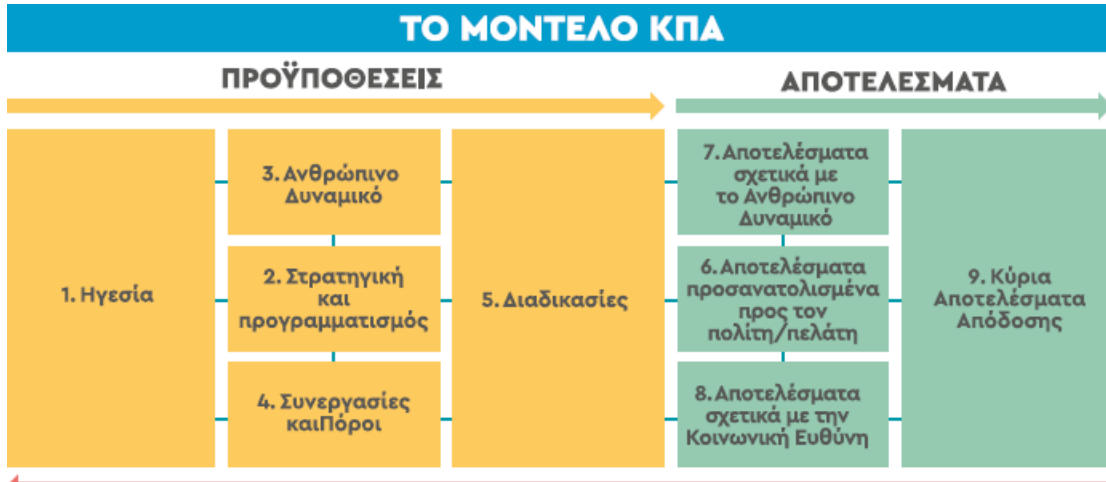 ΤΟ ΜΟΝΤΕΛΟ ΚΠΑ
ΠΡΟΫΠΟΘΕΣΕΙΣ
ΑΠΟΤΕΛΕΣΜΑΤΑ
1. Ηγεσία
3. Ανθρώπινο
Δυναμικό
2. Στρατηγική
και
προγραμματισμός
4. Συνεργασίες
καιΠόροι
5. Διαδικασίες
7. Αποτελέσματα
σχετικά με
το Ανθρώπινο
Δυναμικό
6. Αποτελέσματα
προσανατολισμένα
προς τον
πολίτη/πελάτη
8. Αποτελέσματα
σχετικά με την
Κοινωνική Ευθύνη
9. Κύρια
Αποτελέσματα
Απόδοσης